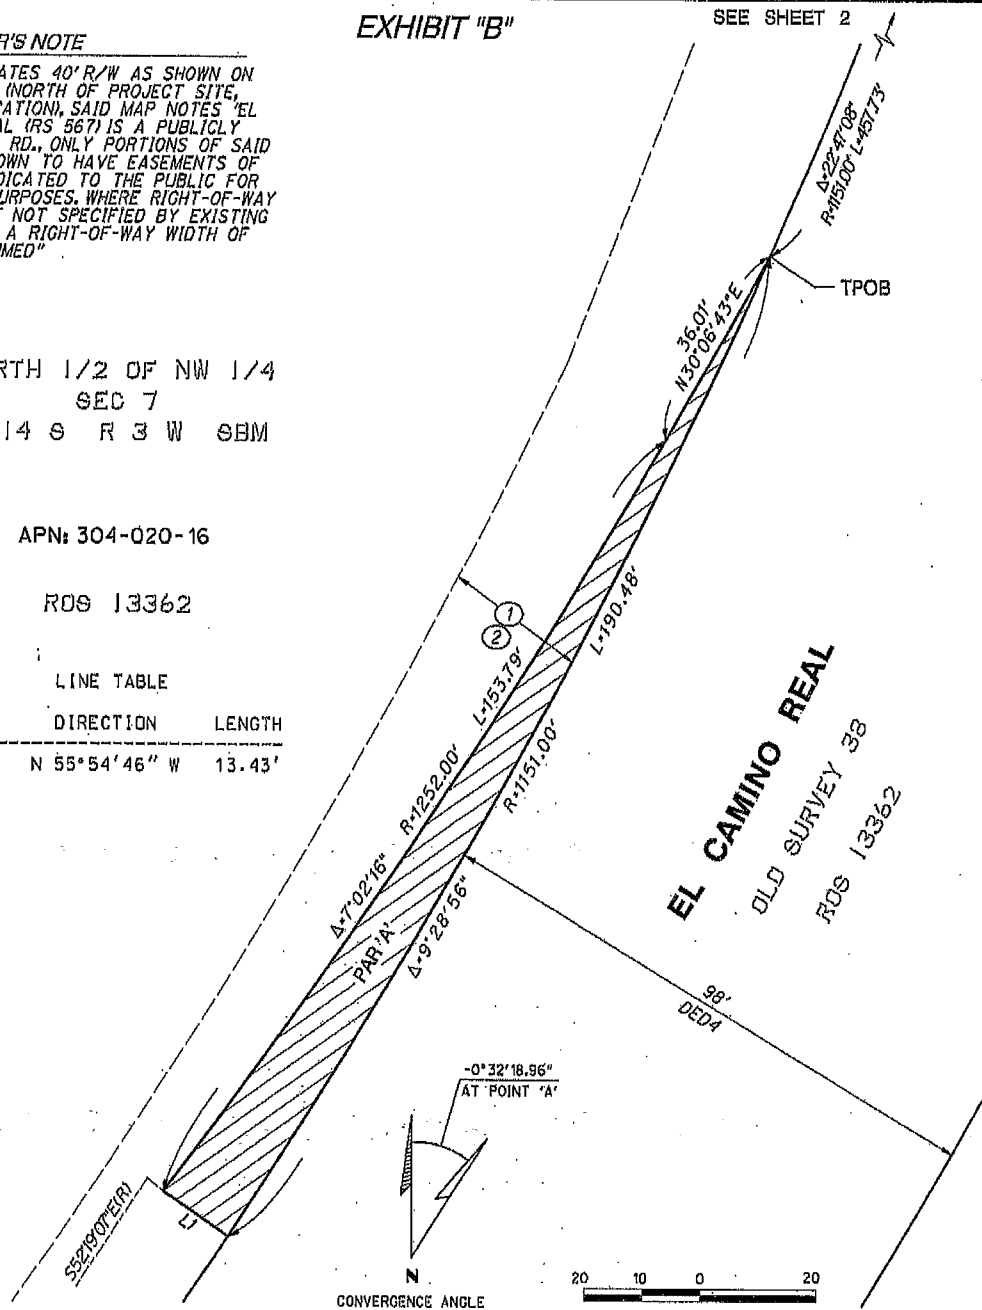 EXHIBIT "B"
SEE SHEET 2
R'S NOTE
ATES 40' R/W AS SHOWN ON
(NORTH OF PROJECT SITE,
ATION), SAID MAP NOTES "EL
AL (RS 567) IS A PUBLICLY
RD., ONLY PORTIONS OF SAID
OWN TO HAVE EASEMENTS OF
DICATED TO THE PUBLIC FOR
URPOSES. WHERE RIGHT-OF-WAY
NOT SPECIFIED BY EXISTING
A RIGHT-OF-WAY WIDTH OF
MED"
Δ=22°47'08"
R=1151.00' L=457.73'
TPOB
36.01'
N30°06'43"E
RTH 1/2 OF NW 1/4
SEC 7
14 S R 3 W SBM
APN: 304-020-16
ROS 13362
LINE TABLE
DIRECTION LENGTH
N 55°54'46" W 13.43'
1
2
L=190.48'
L=153.79'
R=1252.00'
R=1151.00'
Δ=7°02'16"
Δ=9°28'56"
PAR 'A'
EL CAMINO REAL
OLD SURVEY 38
ROS 13362
98'
DED4
-0°32'18.96"
AT POINT 'A'
S52°19'07"E(R)
L1
N
CONVERGENCE ANGLE
20 10 0 20